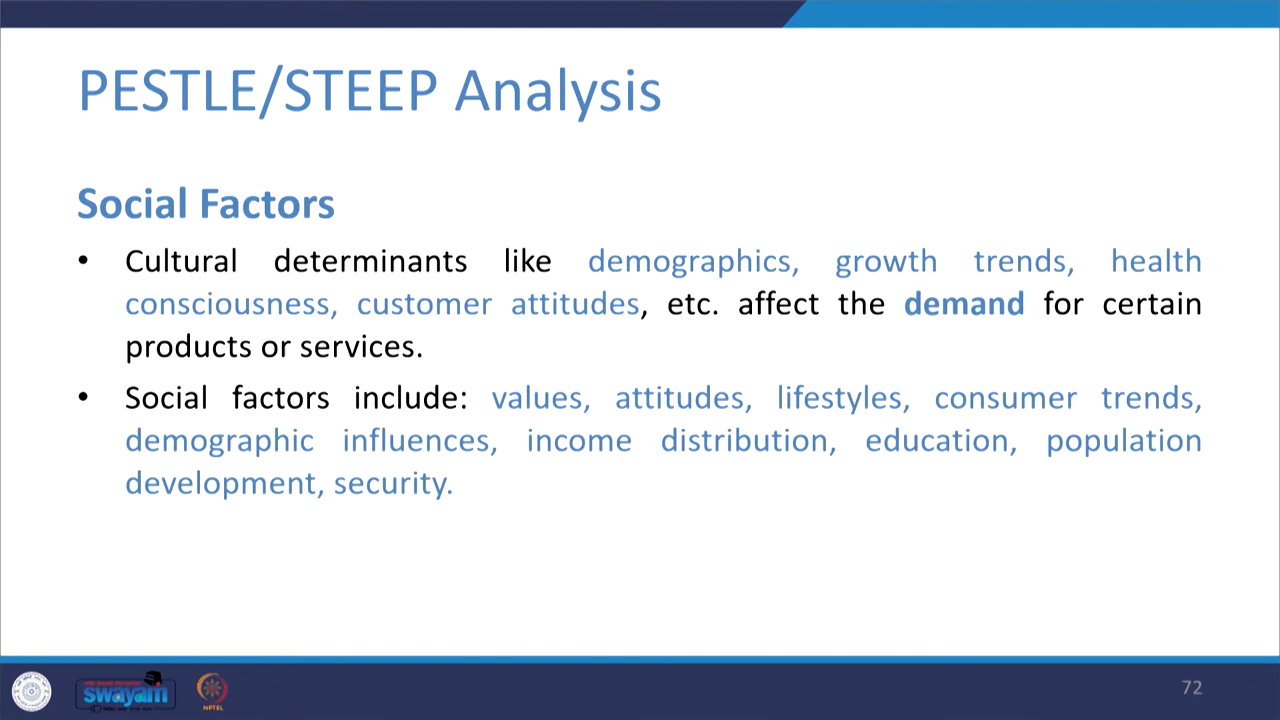 PESTLE/STEEP Analysis
Social Factors
• Cultural determinants like demographics, growth trends, health
consciousness, customer attitudes, etc. affect the demand for certain
products or services.
• Social factors include: values, attitudes, lifestyles, consumer trends,
demographic influences, income distribution, education, population
development, security.
swayam
NPTEL
72